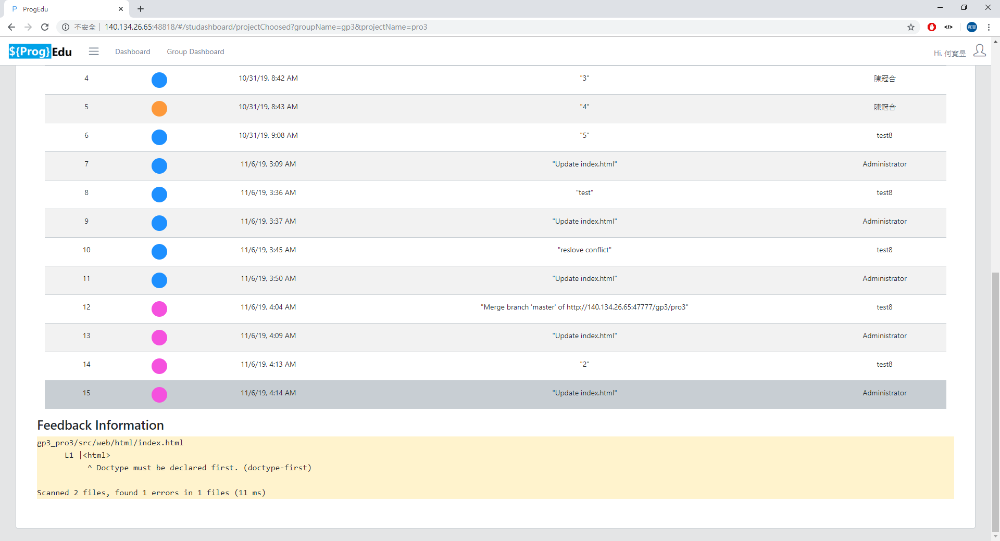 ProgEdu
不安全 140.134.26.65:48818/#/studashboard/projectChoosed?groupName=gp3&projectName=pro3
${Prog}Edu Dashboard Group Dashboard Hi, 何寬昱
4 10/31/19, 8:42 AM "3" 陳冠合
5 10/31/19, 8:43 AM "4" 陳冠合
6 10/31/19, 9:08 AM "5" test8
7 11/6/19, 3:09 AM "Update index.html" Administrator
8 11/6/19, 3:36 AM "test" test8
9 11/6/19, 3:37 AM "Update index.html" Administrator
10 11/6/19, 3:45 AM "reslove conflict" test8
11 11/6/19, 3:50 AM "Update index.html" Administrator
12 11/6/19, 4:04 AM "Merge branch 'master' of http://140.134.26.65:47777/gp3/pro3" test8
13 11/6/19, 4:09 AM "Update index.html" Administrator
14 11/6/19, 4:13 AM "2" test8
15 11/6/19, 4:14 AM "Update index.html" Administrator
Feedback Information
gp3_pro3/src/web/html/index.html
L1 |<html>
^ Doctype must be declared first. (doctype-first)
Scanned 2 files, found 1 errors in 1 files (11 ms)